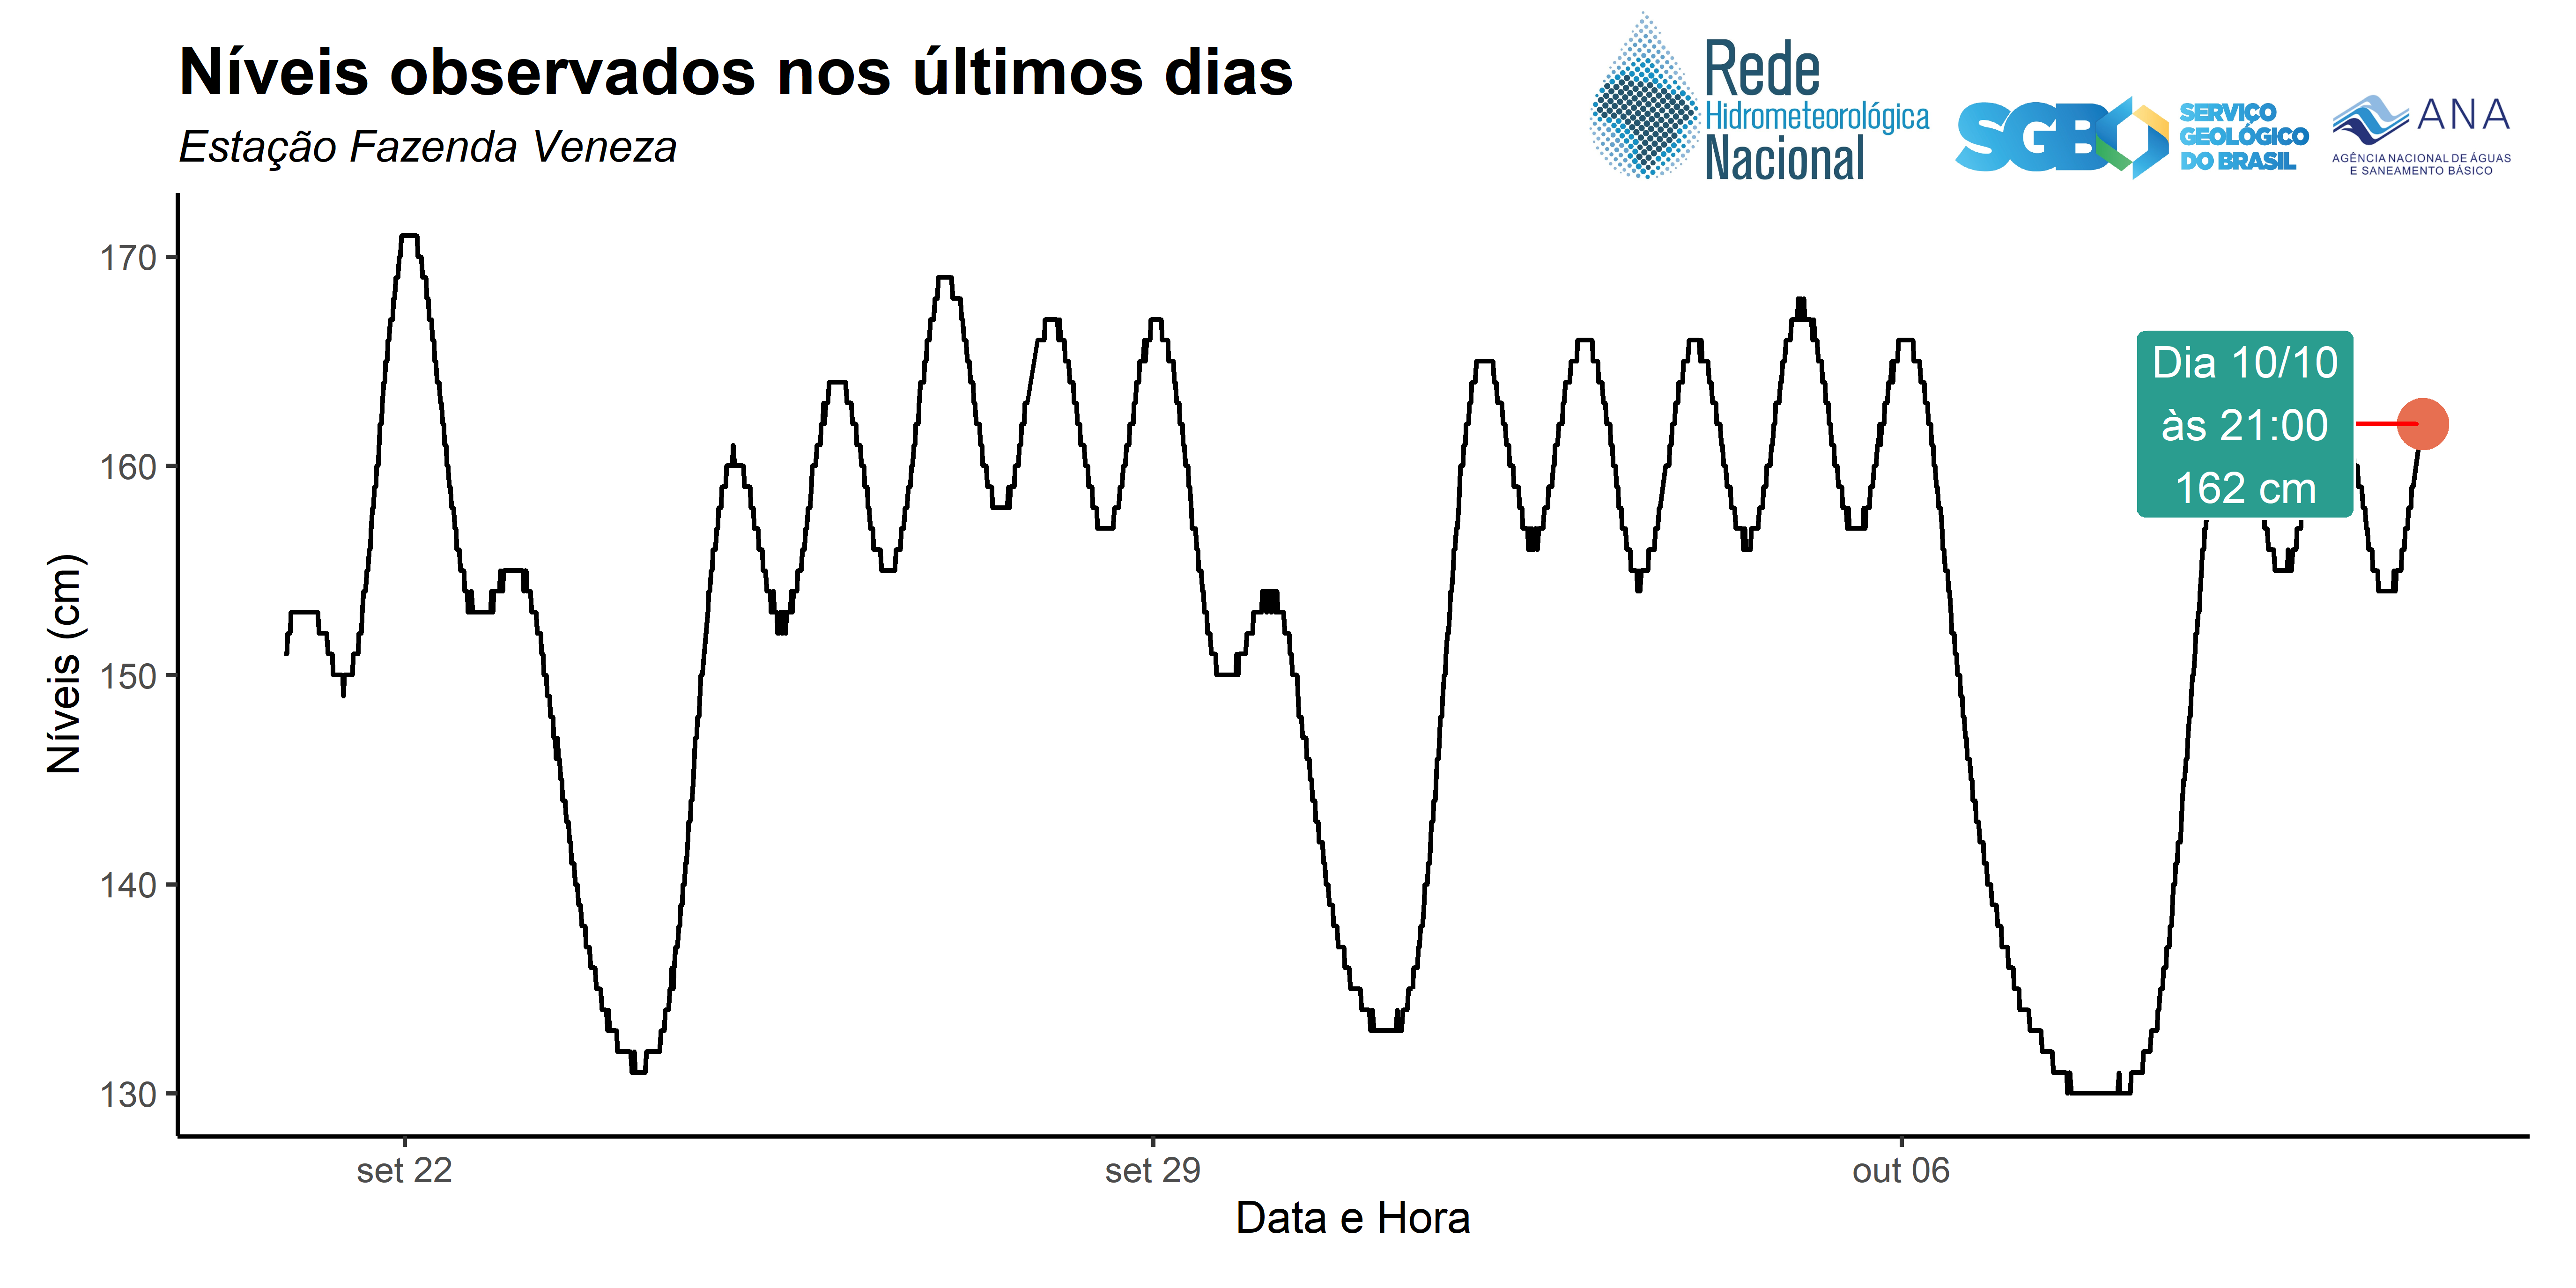 Níveis observados nos últimos dias
Estação Fazenda Veneza
Rede
Hidrometeorológica
Nacional
SGB
SERVIÇO
GEOLÓGICO
DO BRASIL
ANA
AGÊNCIA NACIONAL DE ÁGUAS
E SANEAMENTO BÁSICO
Níveis (cm)
170
160
150
140
130
Dia 10/10
às 21:00
162 cm
set 22
set 29
out 06
Data e Hora